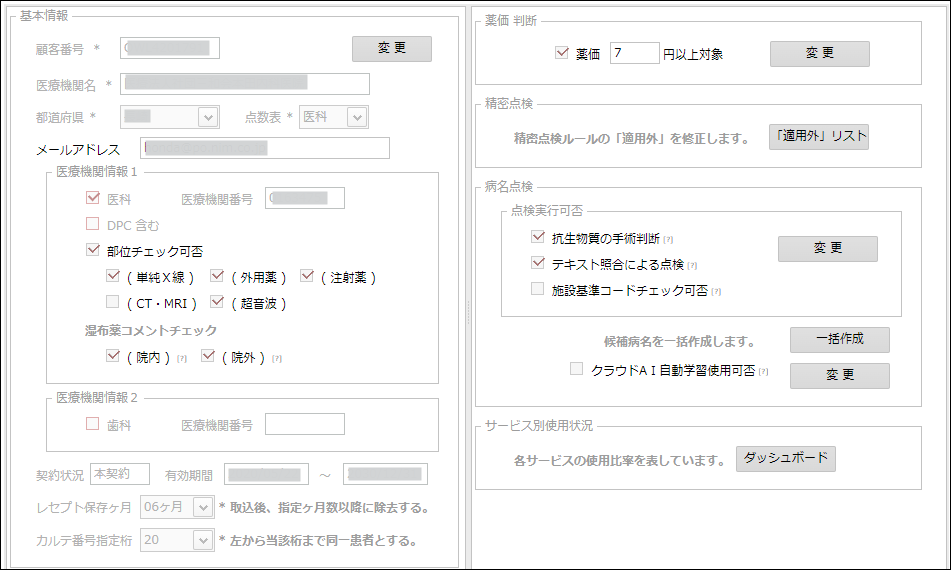 基本情報
顧客番号 *
変 更
医療機関名 *
都道府県 *
点数表 * 医科
メールアドレス
医療機関情報１
医科 医療機関番号
DPC 含む
部位チェック可否
( 単純Ｘ線 ) ( 外用薬 ) ( 注射薬 )
( CT・MRI ) ( 超音波 )
湿布薬コメントチェック
( 院内 ) [?] ( 院外 ) [?]
医療機関情報２
歯科 医療機関番号
契約状況 本契約 有効期間 ～
レセプト保存ヶ月 06ヶ月 * 取込後、指定ヶ月数以降に除去する。
カルテ番号指定桁 20 * 左から当該桁まで同一患者とする。
薬価 判断
薬価 7 円以上対象 変 更
精密点検
精密点検ルールの「適用外」を修正します。 「適用外」リスト
病名点検
点検実行可否
抗生物質の手術判断 [?]
変 更
テキスト照合による点検 [?]
施設基準コードチェック可否 [?]
候補病名を一括作成します。 一括作成
クラウドＡＩ自動学習使用可否 [?] 変 更
サービス別使用状況
各サービスの使用比率を表しています。 ダッシュボード